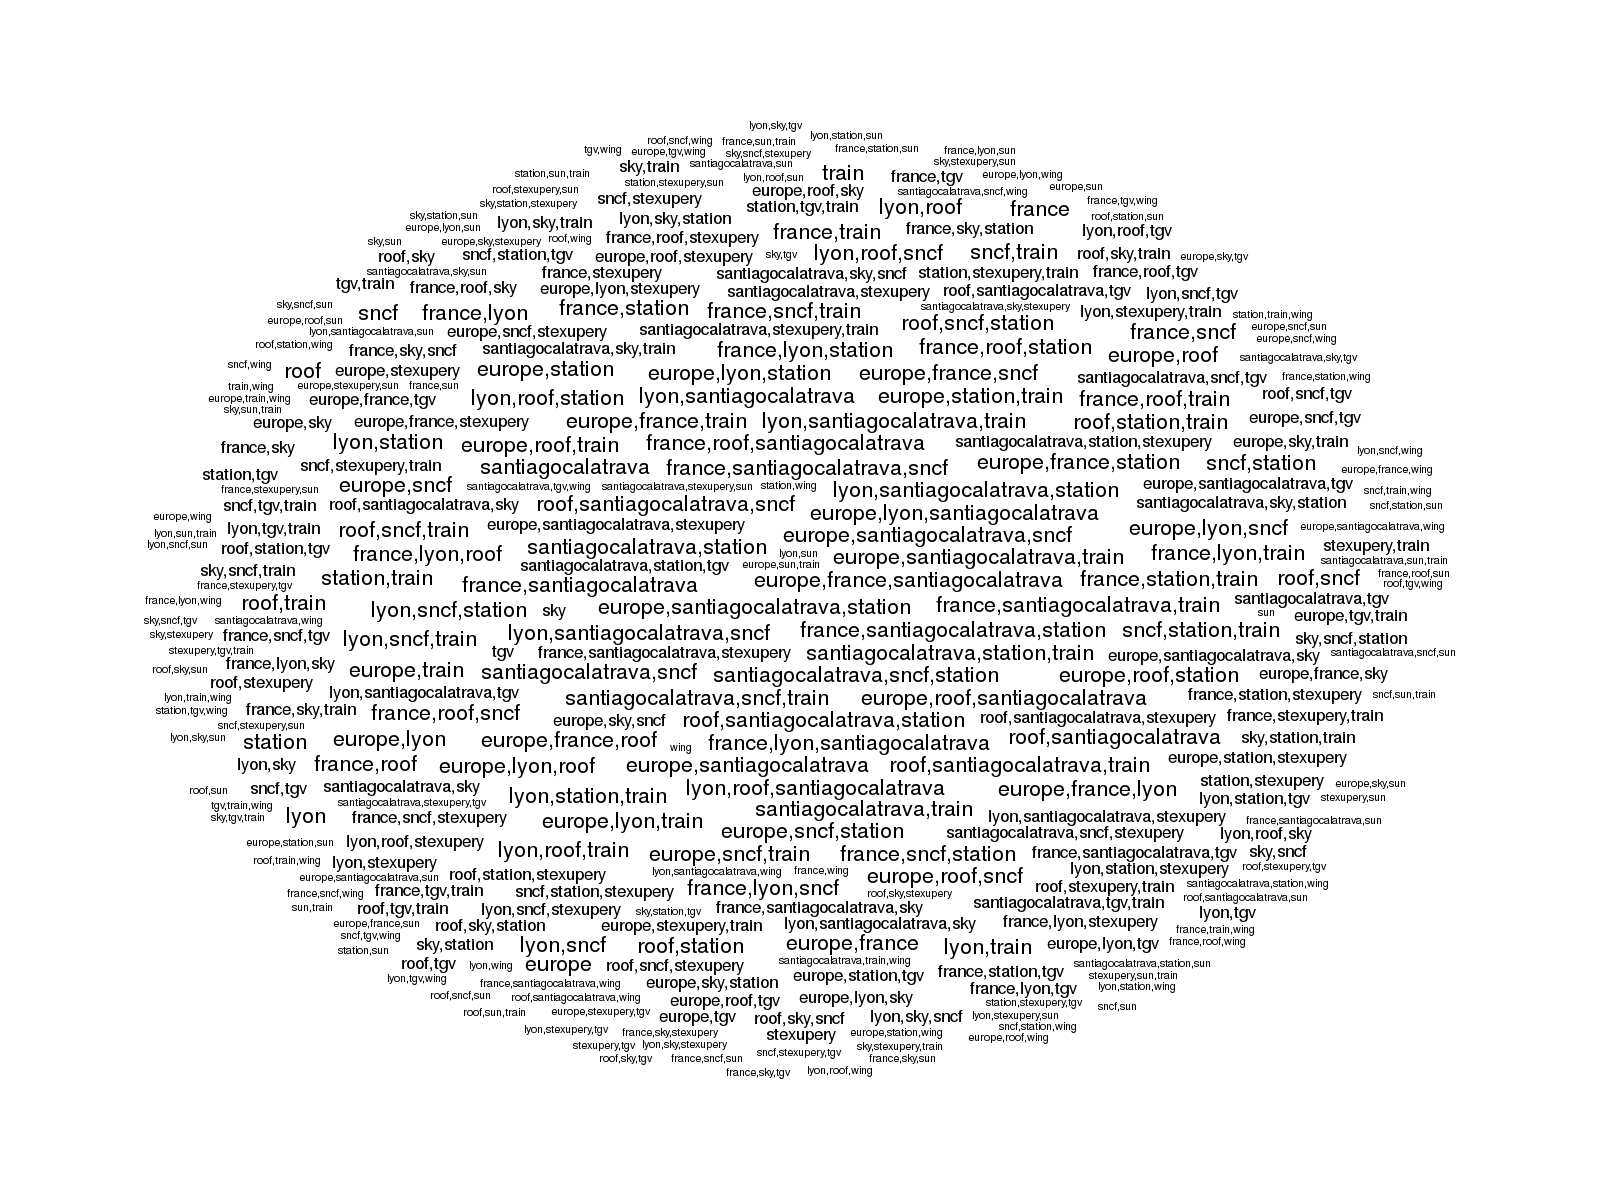 lyon,sky,tgv
lyon,station,sun
roof,sncf,wing france,sun,train
tgv,wing europe,tgv,wing sky,sncf,stexupery france,station,sun france,lyon,sun
sky,train santiagocalatrava,sun sky,stexupery,sun
station,sun,train train france,tgv europe,lyon,wing
station,stexupery,sun lyon,roof,sun
roof,stexupery,sun europe,roof,sky santiagocalatrava,sncf,wing europe,sun
sky,station,stexupery sncf,stexupery station,tgv,train lyon,roof france france,tgv,wing
sky,station,sun lyon,sky,train lyon,sky,station roof,station,sun
europe,lyon,sun france,train france,sky,station lyon,roof,tgv
sky,sun europe,sky,stexupery roof,wing france,roof,stexupery
roof,sky sncf,station,tgv europe,roof,stexupery sky,tgv lyon,roof,sncf sncf,train roof,sky,train europe,sky,tgv
santiagocalatrava,sky,sun france,stexupery santiagocalatrava,sky,sncf station,stexupery,train france,roof,tgv
tgv,train france,roof,sky europe,lyon,stexupery santiagocalatrava,stexupery roof,santiagocalatrava,tgv lyon,sncf,tgv
sky,sncf,sun sncf france,lyon france,station france,sncf,train santiagocalatrava,sky,stexupery lyon,stexupery,train station,train,wing
europe,roof,sun roof,sncf,station
lyon,santiagocalatrava,sun europe,sncf,stexupery santiagocalatrava,stexupery,train france,sncf europe,sncf,sun
europe,sncf,wing
roof,station,wing france,sky,sncf santiagocalatrava,sky,train france,lyon,station france,roof,station europe,roof santiagocalatrava,sky,tgv
sncf,wing roof europe,stexupery europe,station europe,lyon,station europe,france,sncf santiagocalatrava,sncf,tgv france,station,wing
train,wing europe,stexupery,sun france,sun
europe,train,wing europe,france,tgv lyon,roof,station lyon,santiagocalatrava europe,station,train france,roof,train roof,sncf,tgv
sky,sun,train
europe,sky europe,france,stexupery europe,france,train lyon,santiagocalatrava,train roof,station,train europe,sncf,tgv
france,sky lyon,station europe,roof,train france,roof,santiagocalatrava santiagocalatrava,station,stexupery europe,sky,train lyon,sncf,wing
station,tgv sncf,stexupery,train santiagocalatrava france,santiagocalatrava,sncf europe,france,station sncf,station europe,france,wing
france,stexupery,sun europe,sncf santiagocalatrava,tgv,wing santiagocalatrava,stexupery,sun station,wing lyon,santiagocalatrava,station europe,santiagocalatrava,tgv sncf,train,wing
sncf,tgv,train roof,santiagocalatrava,sky roof,santiagocalatrava,sncf santiagocalatrava,sky,station sncf,station,sun
europe,wing europe,lyon,santiagocalatrava
lyon,tgv,train roof,sncf,train europe,santiagocalatrava,stexupery europe,lyon,sncf europe,santiagocalatrava,wing
lyon,sun,train europe,santiagocalatrava,sncf
lyon,sncf,sun roof,station,tgv france,lyon,roof santiagocalatrava,station lyon,sun europe,santiagocalatrava,train france,lyon,train stexupery,train
santiagocalatrava,station,tgv europe,sun,train santiagocalatrava,sun,train
sky,sncf,train station,train europe,france,santiagocalatrava france,station,train roof,sncf france,roof,sun
france,stexupery,tgv france,santiagocalatrava roof,tgv,wing
france,lyon,wing roof,train lyon,sncf,station sky europe,santiagocalatrava,station france,santiagocalatrava,train santiagocalatrava,tgv
sun europe,tgv,train
sky,sncf,tgv santiagocalatrava,wing
sky,stexupery france,sncf,tgv lyon,sncf,train lyon,santiagocalatrava,sncf france,santiagocalatrava,station sncf,station,train sky,sncf,station
stexupery,tgv,train tgv france,santiagocalatrava,stexupery santiagocalatrava,station,train europe,santiagocalatrava,sky santiagocalatrava,sncf,sun
roof,sky,sun france,lyon,sky europe,train santiagocalatrava,sncf santiagocalatrava,sncf,station europe,roof,station europe,france,sky
roof,stexupery
lyon,train,wing lyon,santiagocalatrava,tgv santiagocalatrava,sncf,train europe,roof,santiagocalatrava france,station,stexupery sncf,sun,train
station,tgv,wing france,sky,train france,roof,sncf europe,sky,sncf roof,santiagocalatrava,station roof,santiagocalatrava,stexupery france,stexupery,train
sncf,stexupery,sun
lyon,sky,sun station europe,lyon europe,france,roof wing france,lyon,santiagocalatrava roof,santiagocalatrava sky,station,train
lyon,sky france,roof europe,lyon,roof europe,santiagocalatrava roof,santiagocalatrava,train europe,station,stexupery
roof,sun sncf,tgv santiagocalatrava,sky lyon,roof,santiagocalatrava europe,france,lyon station,stexupery europe,sky,sun
tgv,train,wing santiagocalatrava,stexupery,tgv lyon,station,train lyon,station,tgv stexupery,sun
sky,tgv,train lyon france,sncf,stexupery europe,lyon,train santiagocalatrava,train lyon,santiagocalatrava,stexupery france,santiagocalatrava,sun
europe,sncf,station santiagocalatrava,sncf,stexupery lyon,roof,sky
europe,station,sun lyon,roof,stexupery lyon,roof,train europe,sncf,train france,sncf,station france,santiagocalatrava,tgv sky,sncf
roof,train,wing lyon,stexupery
europe,santiagocalatrava,sun roof,station,stexupery lyon,santiagocalatrava,wing france,wing europe,roof,sncf lyon,station,stexupery roof,stexupery,tgv
france,sncf,wing france,tgv,train sncf,station,stexupery france,lyon,sncf roof,sky,stexupery roof,stexupery,train santiagocalatrava,station,wing
sun,train roof,tgv,train lyon,sncf,stexupery sky,station,tgv france,santiagocalatrava,sky santiagocalatrava,tgv,train roof,santiagocalatrava,sun
lyon,tgv
europe,france,sun roof,sky,station europe,stexupery,train lyon,santiagocalatrava,sky france,lyon,stexupery france,train,tgv
sncf,tgv,wing
station,sun sky,station lyon,sncf roof,station europe,france lyon,train europe,lyon,tgv france,roof,wing
roof,tgv lyon,wing europe roof,sncf,stexupery santiagocalatrava,train,wing santiagocalatrava,station,sun
lyon,tgv,wing france,santiagocalatrava,wing europe,sky,station europe,station,tgv france,station,tgv stexupery,sun,train
roof,sncf,sun roof,santiagocalatrava,wing europe,roof,tgv europe,lyon,sky france,lyon,tgv lyon,station,wing
station,stexupery,tgv sncf,sun
roof,sun,train europe,stexupery,tgv europe,tgv roof,sky,sncf lyon,sky,sncf lyon,stexupery,sun
lyon,stexupery,tgv france,sky,stexupery stexupery europe,station,wing sncf,station,wing
europe,roof,wing
stexupery,tgv lyon,sky,stexupery sncf,stexupery,tgv sky,stexupery,train
roof,sky,tgv france,sncf,sun france,sky,sun
france,sky,tgv lyon,roof,wing